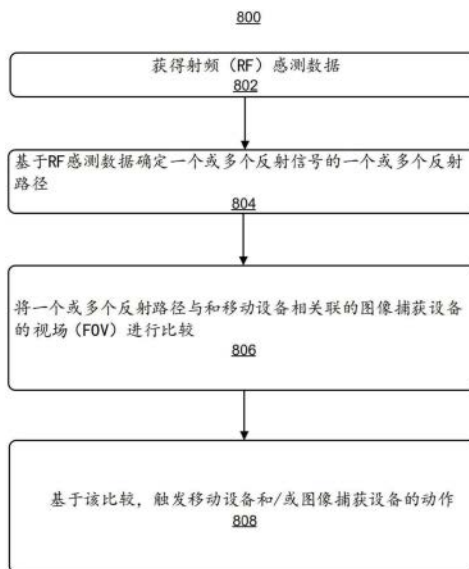 800
获得射频（RF）感测数据
802
基于RF感测数据确定一个或多个反射信号的一个或多个反射
路径
804
将一个或多个反射路径与和移动设备相关联的图像捕获设备
的视场（FOV）进行比较
806
基于该比较，触发移动设备和/或图像捕获设备的动作
808